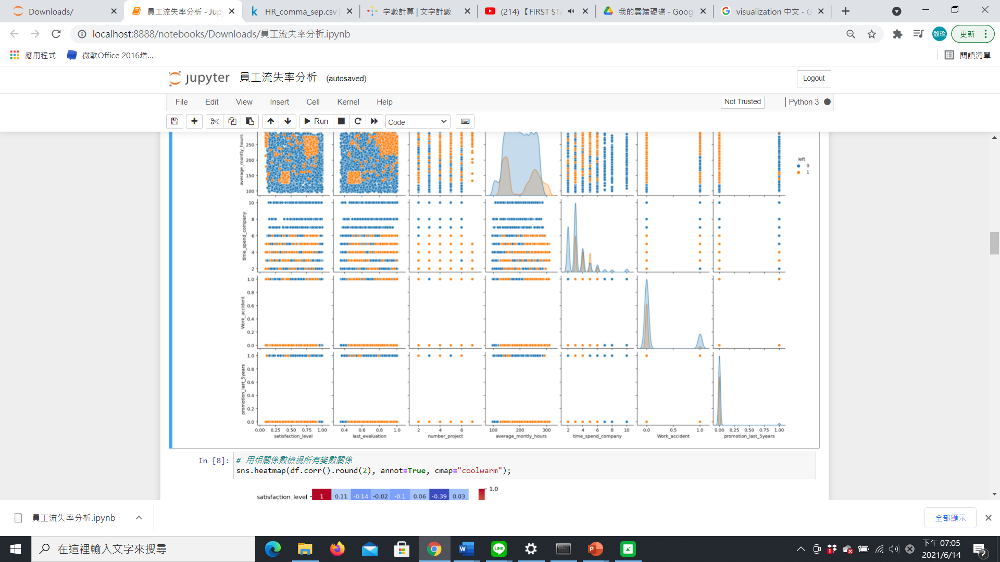 Downloads/
員工流失率分析 - Jup
HR_comma_sep.csv
字數計算 | 文字計數
(214)【FIRST STA
我的雲端硬碟 - Goog
visualization 中文 - G
localhost:8888/notebooks/Downloads/員工流失率分析.ipynb
馥瑜
更新
應用程式
微軟Office 2016增...
閱讀清單
jupyter
員工流失率分析
(autosaved)
Logout
File
Edit
View
Insert
Cell
Kernel
Help
Not Trusted
Python 3
Run
Code
average_montly_hours
250
200
150
100
left
0
1
time_spend_company
10
8
6
4
2
Work_accident
1.0
0.8
0.6
0.4
0.2
0.0
promotion_last_5years
1.0
0.8
0.6
0.4
0.2
0.0
0.00 0.25 0.50 0.75 1.00
0.4 0.6 0.8 1.0
2 4 6
100 200 300
2 4 6 8 10
0.0 0.5 1.0
0.00 0.25 0.50 0.75 1.00
satisfaction_level
last_evaluation
number_project
average_montly_hours
time_spend_company
Work_accident
promotion_last_5years
In [8]:
# 用相關係數檢視所有變數關係
sns.heatmap(df.corr().round(2), annot=True, cmap="coolwarm");
satisfaction_level
1 0.11 -0.14 -0.02 -0.1 0.06 -0.39 0.03
1.0
員工流失率分析.ipynb
全部顯示
在這裡輸入文字來搜尋
下午 07:05
2021/6/14
2